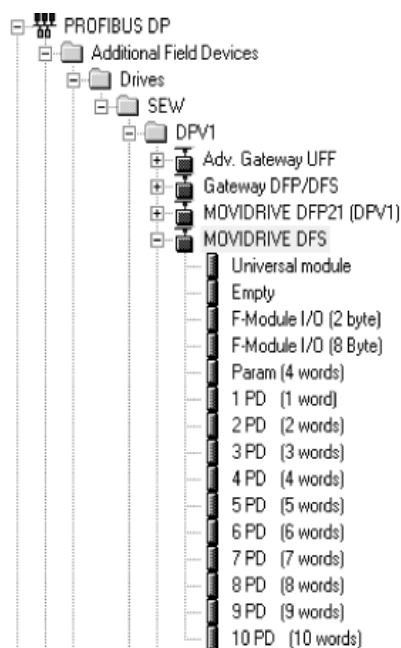 PROFIBUS DP
Additional Field Devices
Drives
SEW
DPV1
Adv. Gateway UFF
Gateway DFP/DFS
MOVIDRIVE DFP21 (DPV1)
MOVIDRIVE DFS
Universal module
Empty
F-Module I/O (2 byte)
F-Module I/O (8 Byte)
Param (4 words)
1 PD (1 word)
2 PD (2 words)
3 PD (3 words)
4 PD (4 words)
5 PD (5 words)
6 PD (6 words)
7 PD (7 words)
8 PD (8 words)
9 PD (9 words)
10 PD (10 words)